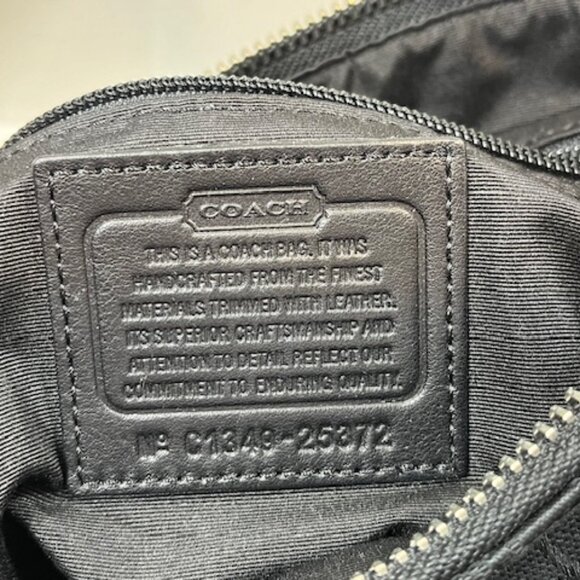 COACH
THIS IS A COACH BAG. IT WAS
HANDCRAFTED FROM THE FINEST
MATERIALS TRIMMED WITH LEATHER.
ITS SUPERIOR CRAFTSMANSHIP AND
ATTENTION TO DETAIL REFLECT OUR
COMMITMENT TO ENDURING QUALITY.
Nº C1349-25372